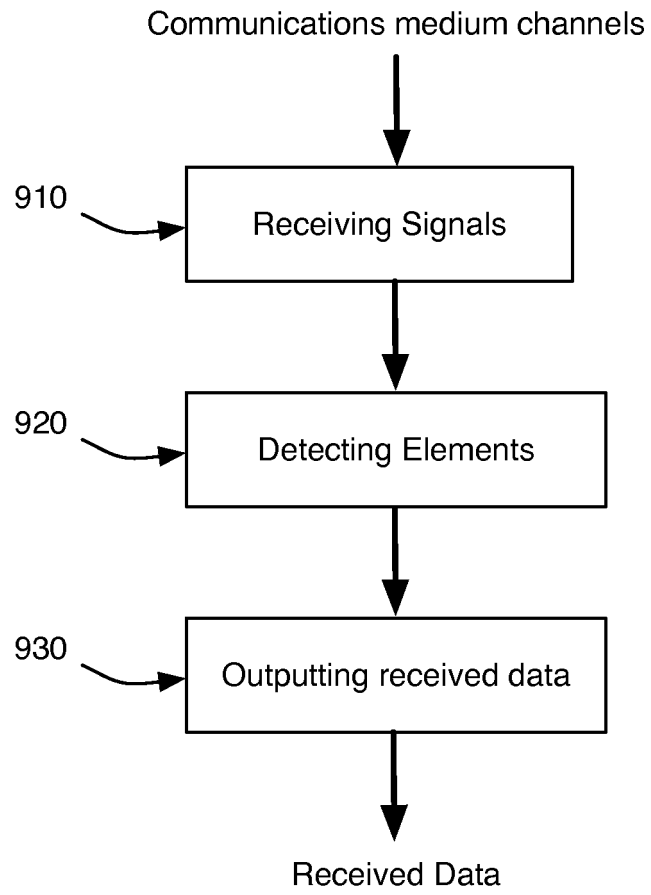 Communications medium channels
910
Receiving Signals
920
Detecting Elements
930
Outputting received data
Received Data